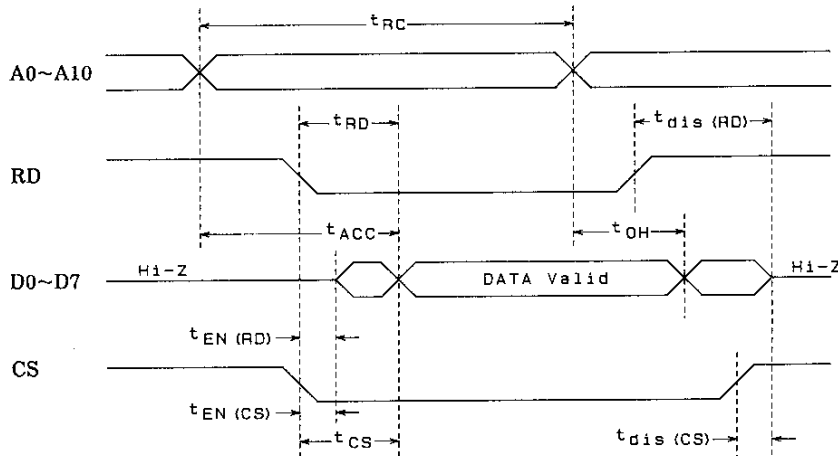 tRC
A0~A10
tRD
tdis (RD)
RD
tACC
tOH
Hi-Z
DATA Valid
Hi-Z
D0~D7
tEN (RD)
CS
tEN (CS)
tCS
tdis (CS)